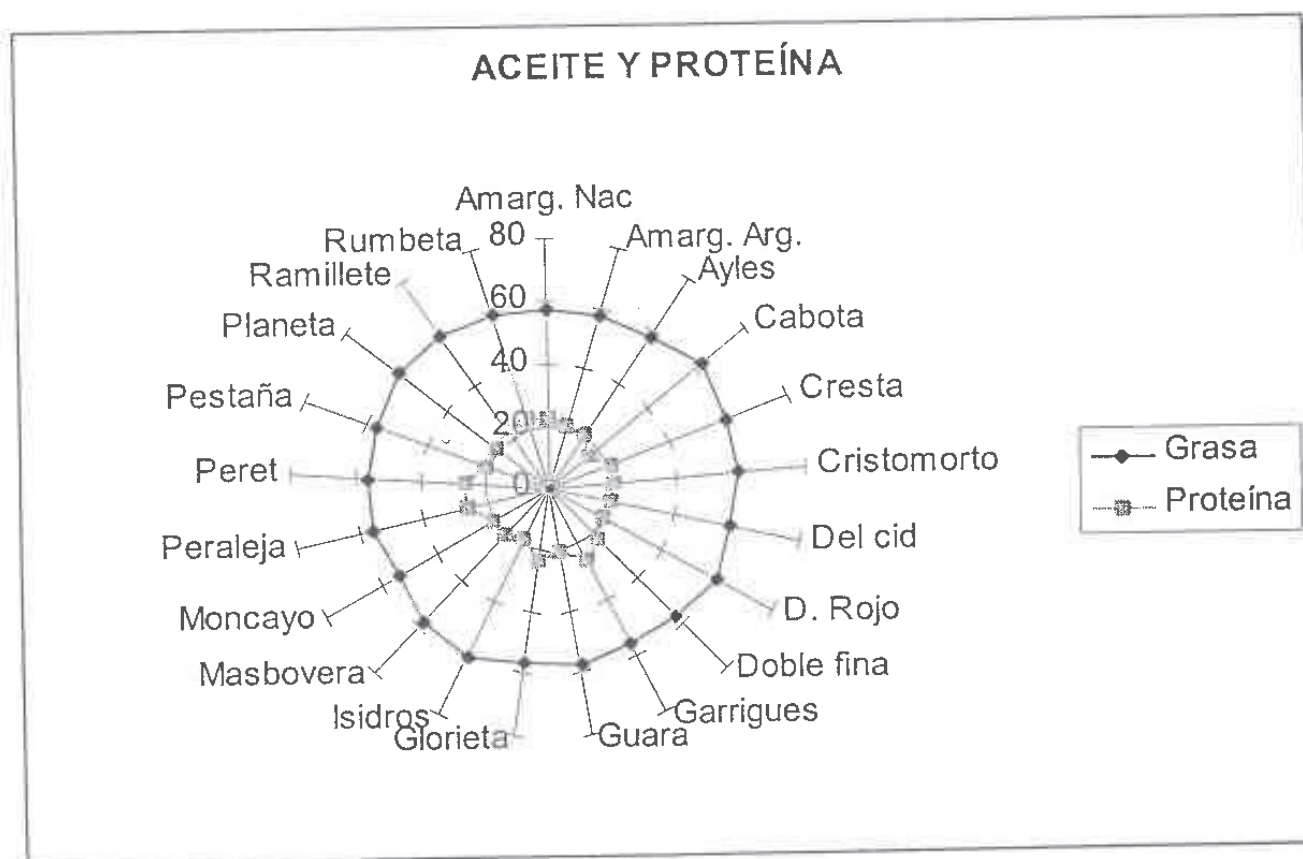 ACEITE Y PROTEÍNA
Amarg. Nac
Amarg. Arg.
Ayles
Cabota
Cresta
Cristomorto
Del cid
D. Rojo
Doble fina
Garrigues
Guara
Glorieta
Isidros
Masbovera
Moncayo
Peraleja
Peret
Pestaña
Planeta
Ramillete
Rumbeta
80
60
40
20
0
Grasa
Proteína